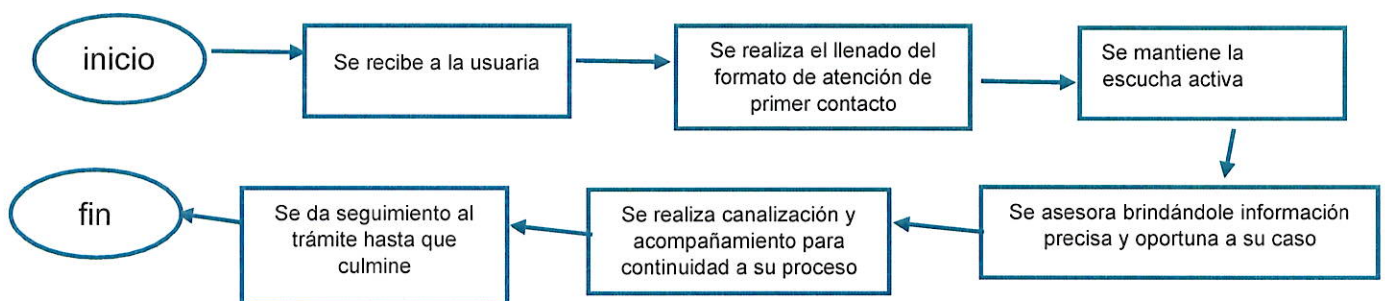 inicio
Se recibe a la usuaria
Se realiza el llenado del
formato de atención de
primer contacto
Se mantiene la
escucha activa
Se asesora brindándole información
precisa y oportuna a su caso
Se realiza canalización y
acompañamiento para
continuidad a su proceso
Se da seguimiento al
trámite hasta que
culmine
fin